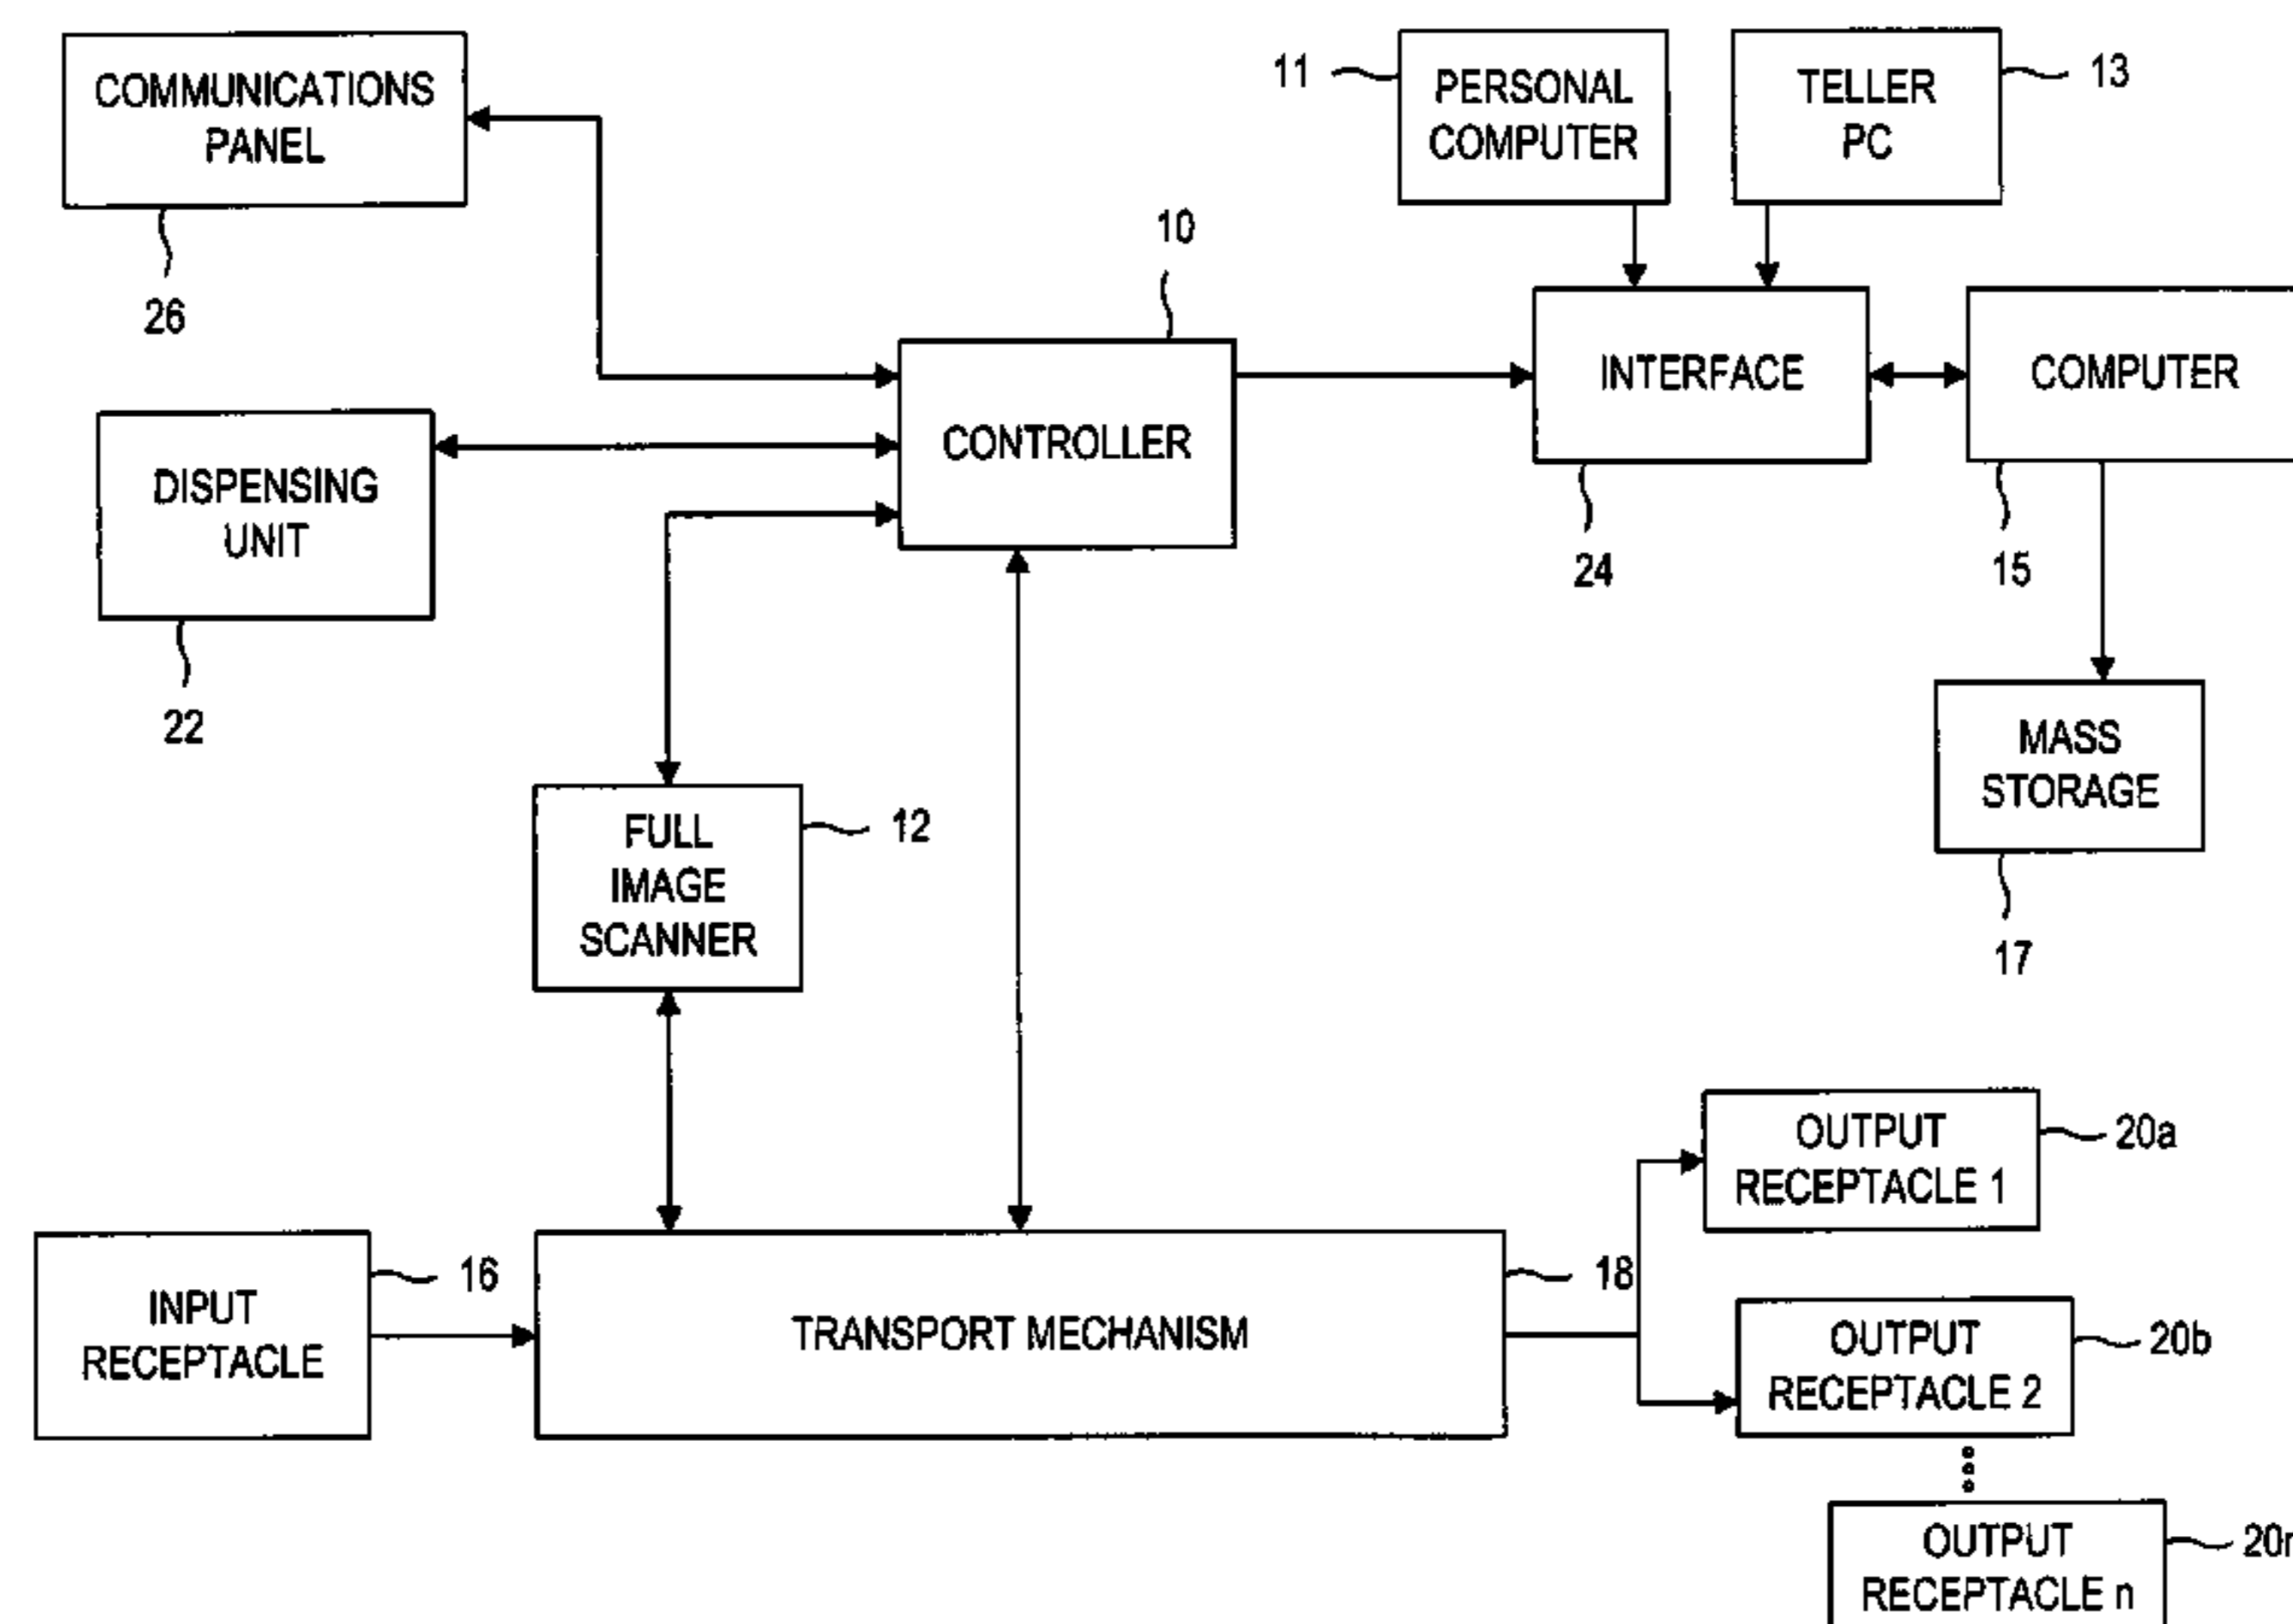 COMMUNICATIONS
PANEL
26
11
PERSONAL
COMPUTER
TELLER
PC
13
10
CONTROLLER
INTERFACE
24
COMPUTER
15
DISPENSING
UNIT
22
MASS
STORAGE
17
FULL
IMAGE
SCANNER
12
INPUT
RECEPTACLE
16
TRANSPORT MECHANISM
18
OUTPUT
RECEPTACLE 1
20a
OUTPUT
RECEPTACLE 2
20b
OUTPUT
RECEPTACLE n